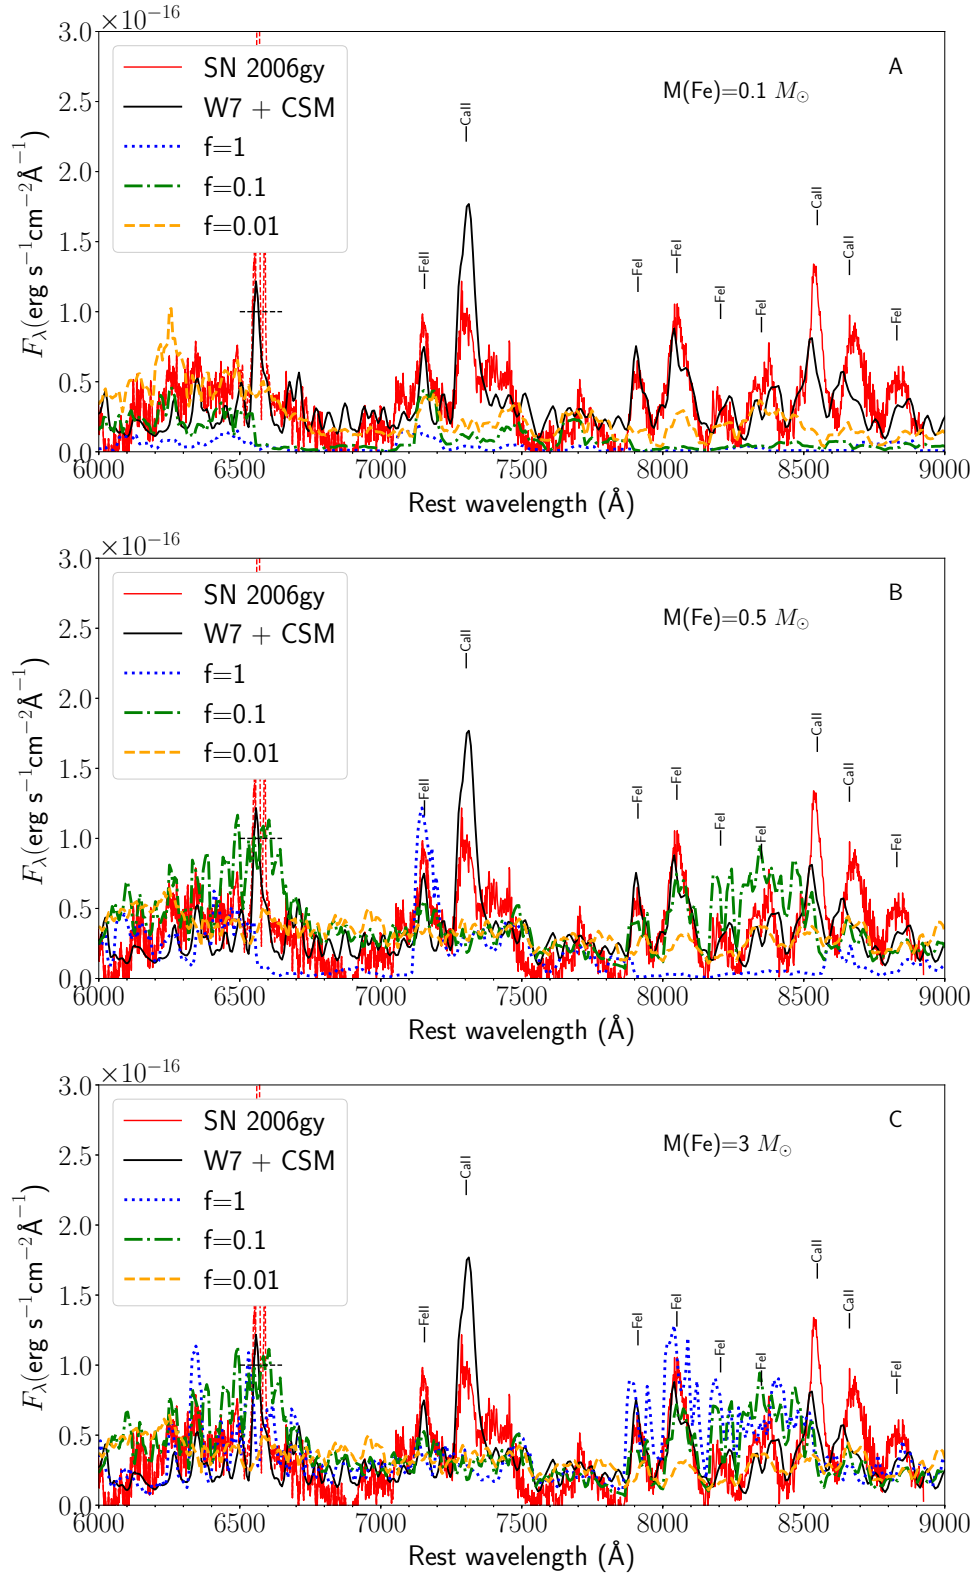 ×10⁻¹⁶
A
M(Fe)=0.1 M⊙
SN 2006gy
W7 + CSM
f=1
f=0.1
f=0.01
FeII
CaII
FeI
FeI
FeI
FeI
CaII
CaII
FeI
3.0
2.5
2.0
1.5
1.0
0.5
0.0
Fλ(erg s⁻¹cm⁻²Å⁻¹)
6000 6500 7000 7500 8000 8500 9000
Rest wavelength (Å)
×10⁻¹⁶
B
M(Fe)=0.5 M⊙
SN 2006gy
W7 + CSM
f=1
f=0.1
f=0.01
FeII
CaII
FeI
FeI
FeI
FeI
CaII
CaII
FeI
3.0
2.5
2.0
1.5
1.0
0.5
0.0
Fλ(erg s⁻¹cm⁻²Å⁻¹)
6000 6500 7000 7500 8000 8500 9000
Rest wavelength (Å)
×10⁻¹⁶
C
M(Fe)=3 M⊙
SN 2006gy
W7 + CSM
f=1
f=0.1
f=0.01
FeII
CaII
FeI
FeI
FeI
FeI
CaII
CaII
FeI
3.0
2.5
2.0
1.5
1.0
0.5
0.0
Fλ(erg s⁻¹cm⁻²Å⁻¹)
6000 6500 7000 7500 8000 8500 9000
Rest wavelength (Å)